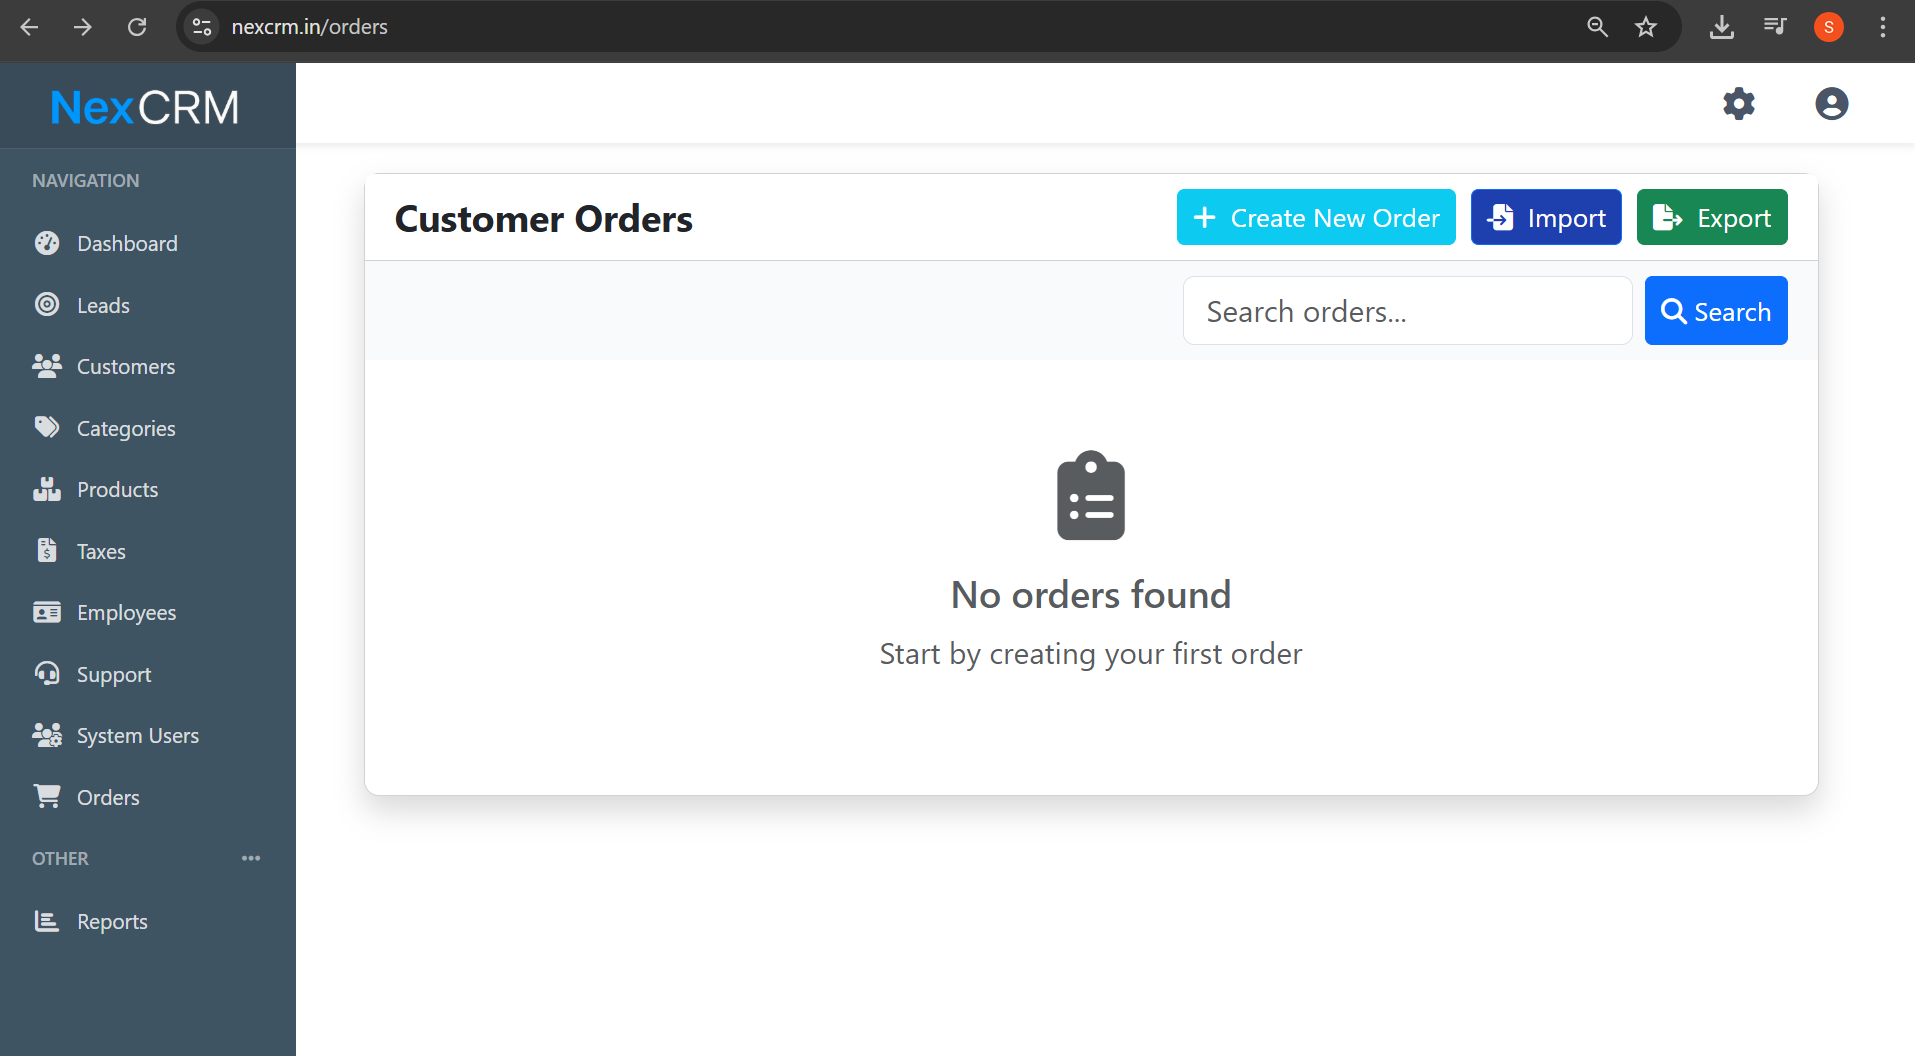 nexcrm.in/orders
S
NexCRM
NAVIGATION
Dashboard
Leads
Customers
Categories
Products
Taxes
Employees
Support
System Users
Orders
OTHER
Reports
Customer Orders
Create New Order
Import
Export
Search orders...
Search
No orders found
Start by creating your first order